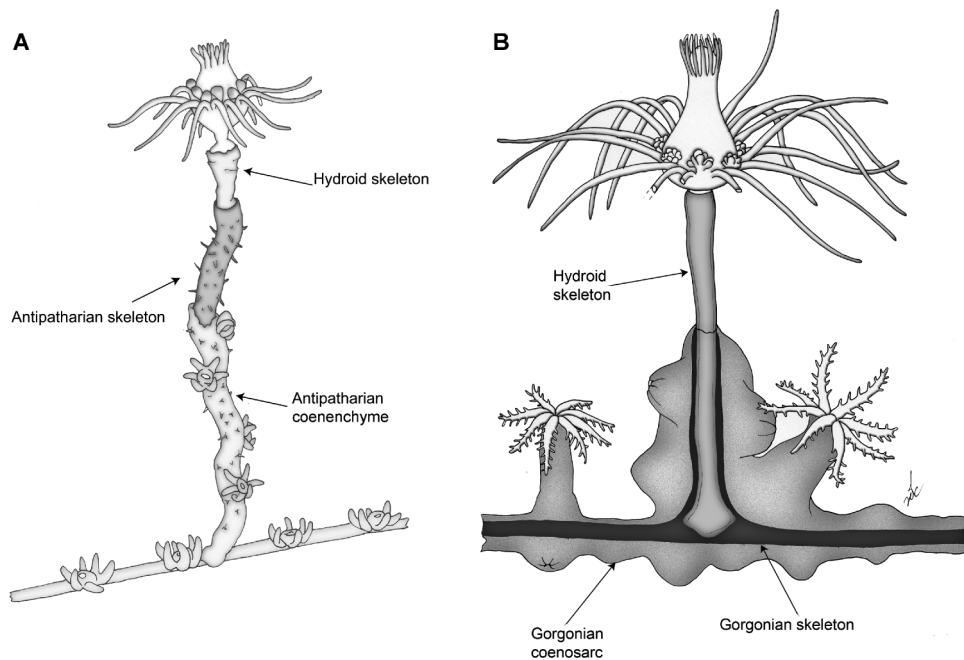 A
Hydroid skeleton
Antipatharian skeleton
Antipatharian
coenenchyme
B
Hydroid
skeleton
Gorgonian
coenosarc
Gorgonian skeleton